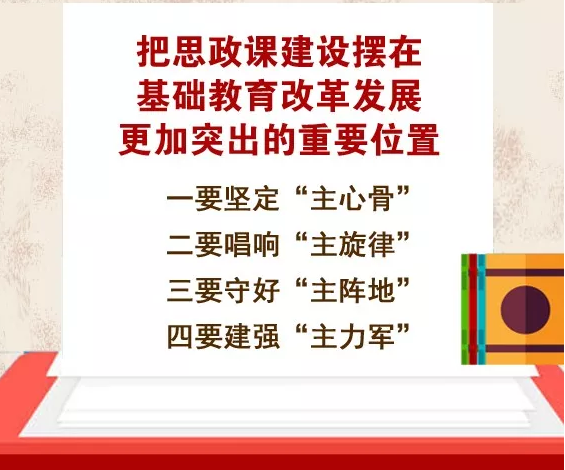 把思政课建设摆在
基础教育改革发展
更加突出的重要位置
一要坚定“主心骨”
二要唱响“主旋律”
三要守好“主阵地”
四要建强“主力军”